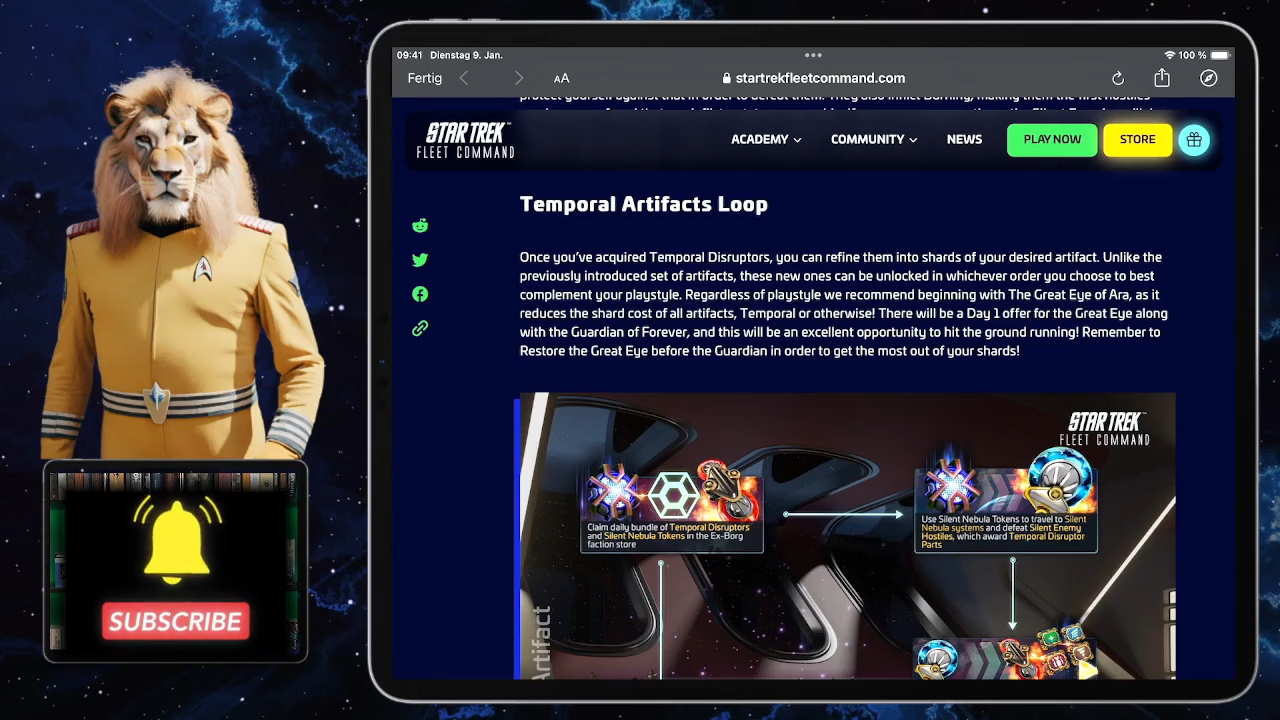 09:41 Dienstag 9. Jan.
100 %
Fertig
AA
startrekfleetcommand.com
STAR TREK
FLEET COMMAND
ACADEMY
COMMUNITY
NEWS
PLAY NOW
STORE
Temporal Artifacts Loop
Once you’ve acquired Temporal Disruptors, you can refine them into shards of your desired artifact. Unlike the
previously introduced set of artifacts, these new ones can be unlocked in whichever order you choose to best
complement your playstyle. Regardless of playstyle we recommend beginning with The Great Eye of Ara, as it
reduces the shard cost of all artifacts, Temporal or otherwise! There will be a Day 1 offer for the Great Eye along
with the Guardian of Forever, and this will be an excellent opportunity to hit the ground running! Remember to
Restore the Great Eye before the Guardian in order to get the most out of your shards!
STAR TREK
FLEET COMMAND
Claim daily bundle of Temporal Disruptors
and Silent Nebula Tokens in the Ex-Borg
faction store
Use Silent Nebula Tokens to travel to Silent
Nebula systems and defeat Silent Enemy
Hostiles, which award Temporal Disruptor
Parts
Artifact
SUBSCRIBE